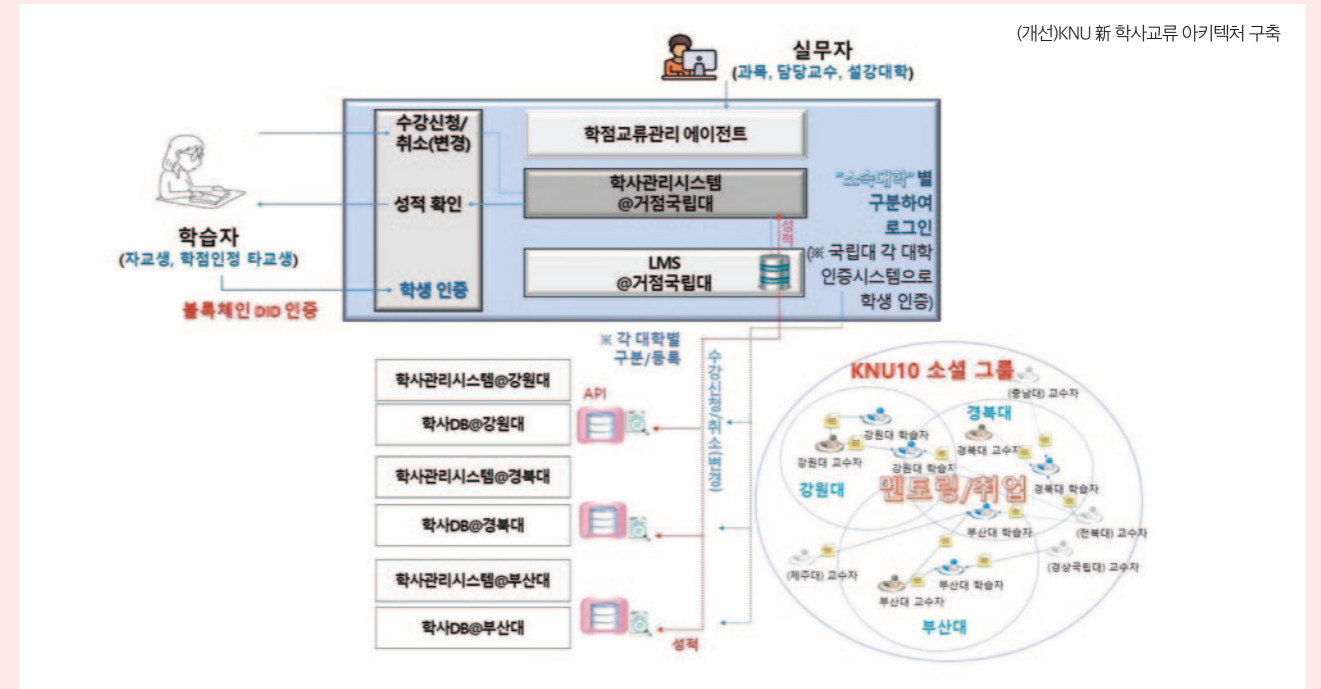 (개선)KNU 新 학사교류 아키텍처 구축
실무자
(과목, 담당교수, 설강대학)
수강신청/
취소(변경)
학점교류관리 에이전트
학사관리시스템
@거점국립대
성적 확인
학습자
(자교생, 학점인정 타교생)
학생 인증
블록체인 DID 인증
성적
LMS
@거점국립대
"소속대학"별
구분하여
로그인
(※ 국립대 각 대학
인증시스템으로
학생 인증)
※ 각 대학별
구분/등록
수강신청/취소(변경)
학사관리시스템@강원대
API
학사DB@강원대
학사관리시스템@경북대
학사DB@경북대
학사관리시스템@부산대
학사DB@부산대
성적
KNU10 소셜 그룹
(충남대) 교수자
경북대
강원대 학습자
강원대 교수자
강원대 학습자
경북대 교수자
강원대
멘토링/취업
경북대 학습자
부산대 학습자
(전북대) 교수자
(제주대) 교수자
(경상국립대) 교수자
부산대 학습자
부산대 교수자
부산대